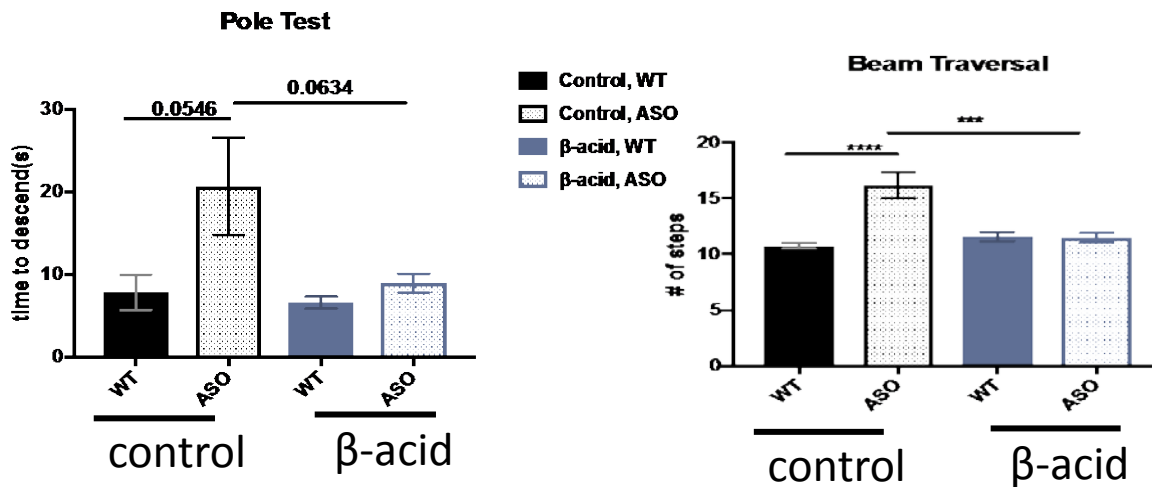 Pole Test
0.0546
0.0634
30
20
10
0
time to descend(s)
WT
ASO
WT
ASO
control
β-acid
Control, WT
Control, ASO
β-acid, WT
β-acid, ASO
Beam Traversal
****
***
20
15
10
5
0
# of steps
WT
ASO
WT
ASO
control
β-acid